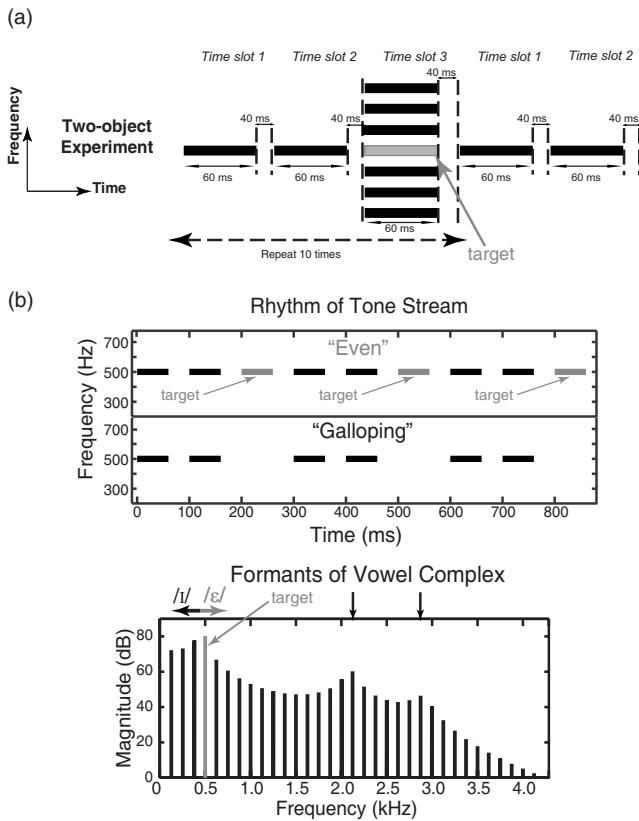 (a)
Time slot 1 Time slot 2 Time slot 3 Time slot 1 Time slot 2
40 ms
40 ms 40 ms 40 ms 40 ms
Frequency
Two-object
Experiment
Time
60 ms 60 ms 60 ms 60 ms
60 ms
Repeat 10 times
target
(b)
Rhythm of Tone Stream
Frequency (Hz)
700
500
300
"Even"
target target target
700
500
300
"Galloping"
0 100 200 300 400 500 600 700 800
Time (ms)
Formants of Vowel Complex
/ɪ/ /ɛ/
target
Magnitude (dB)
80
60
40
20
0
0 0.5 1.0 1.5 2.0 2.5 3.0 3.5 4.0
Frequency (kHz)